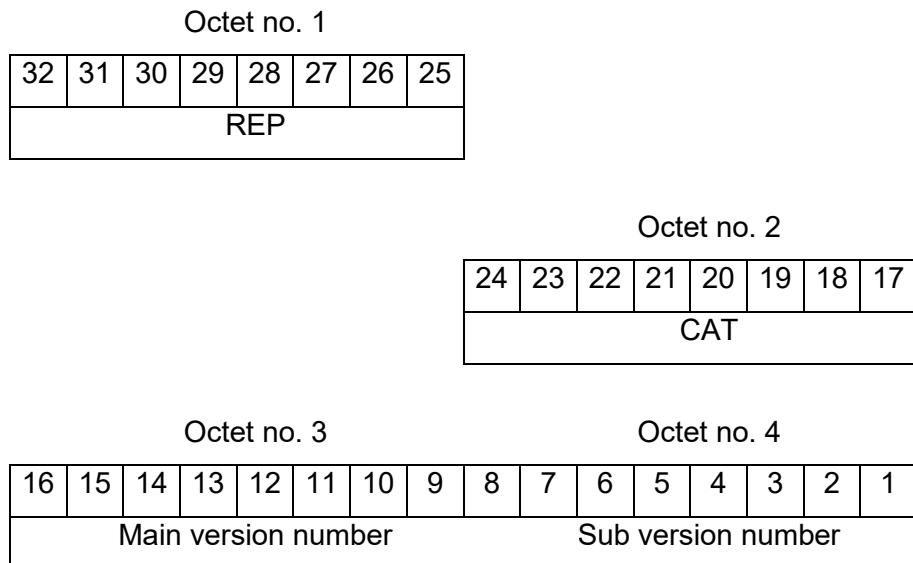 Octet no. 1
32 31 30 29 28 27 26 25
REP
Octet no. 2
24 23 22 21 20 19 18 17
CAT
Octet no. 3 Octet no. 4
16 15 14 13 12 11 10 9 8 7 6 5 4 3 2 1
Main version number Sub version number